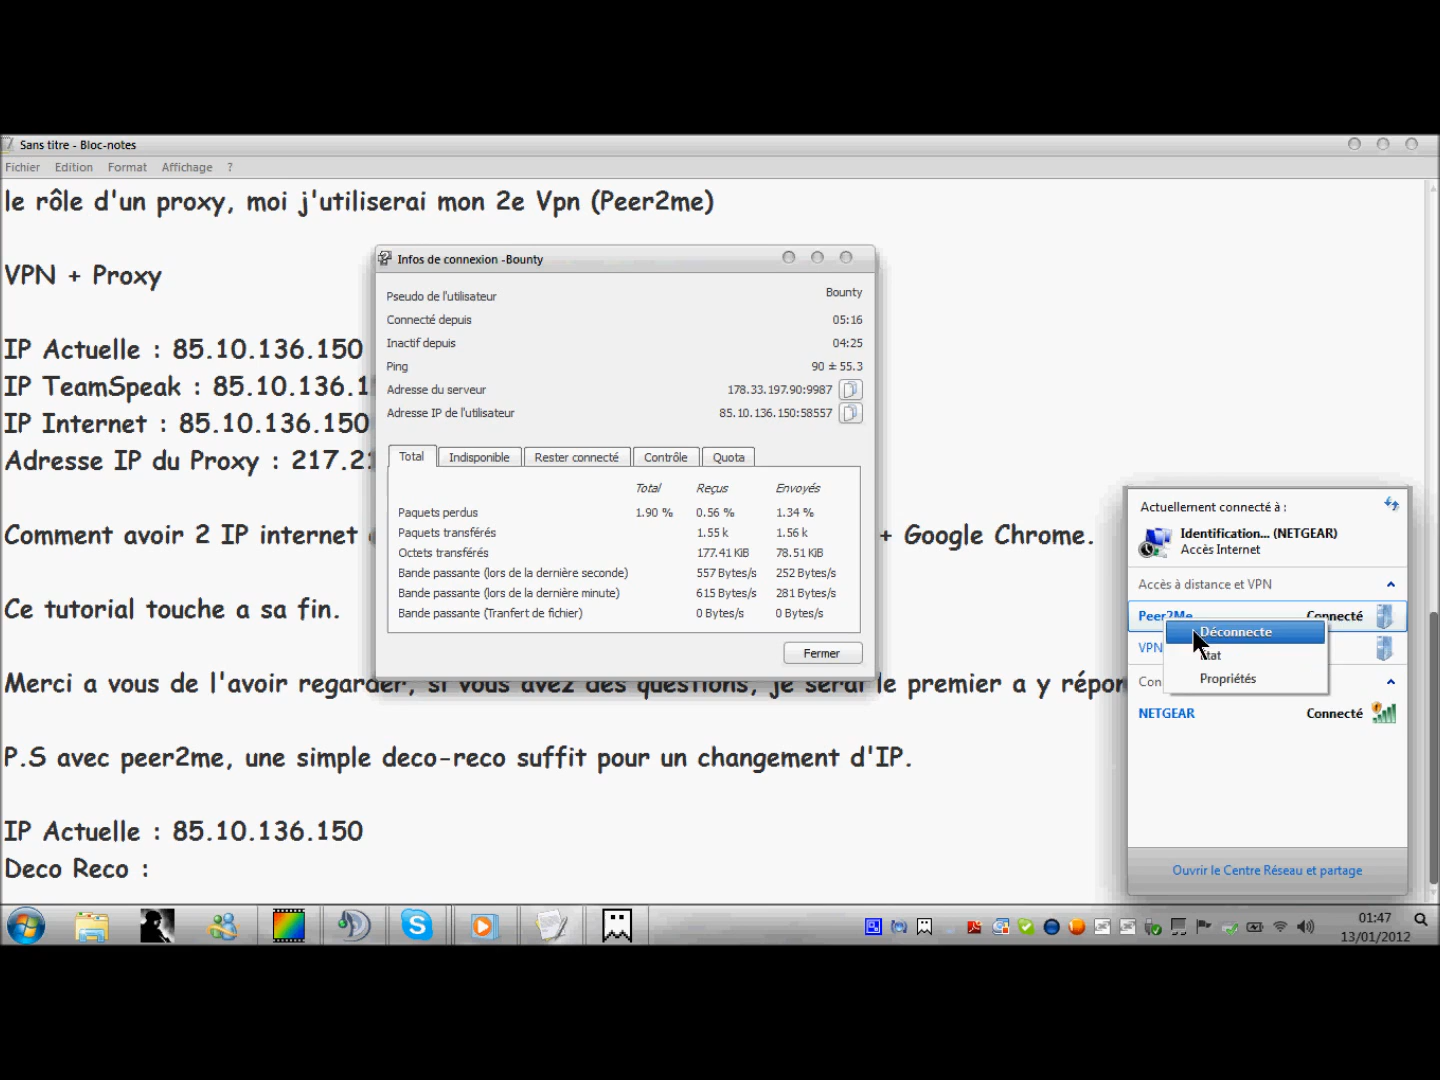 Sans titre - Bloc-notes
Fichier Edition Format Affichage ?
le rôle d'un proxy, moi j'utiliserai mon 2e Vpn (Peer2me)
VPN + Proxy
IP Actuelle : 85.10.136.150
IP TeamSpeak : 85.10.136.1
IP Internet : 85.10.136.150
Adresse IP du Proxy : 217.21
Comment avoir 2 IP internet + Google Chrome.
Ce tutorial touche a sa fin.
Merci a vous de l'avoir regarder, si vous avez des questions, je serai le premier a y répon
P.S avec peer2me, une simple deco-reco suffit pour un changement d'IP.
IP Actuelle : 85.10.136.150
Deco Reco :
Infos de connexion -Bounty
Pseudo de l'utilisateur Bounty
Connecté depuis 05:16
Inactif depuis 04:25
Ping 90 ± 55.3
Adresse du serveur 178.33.197.90:9987
Adresse IP de l'utilisateur 85.10.136.150:58557
Total Indisponible Rester connecté Contrôle Quota
Total Reçus Envoyés
Paquets perdus 1.90 % 0.56 % 1.34 %
Paquets transférés 1.55 k 1.56 k
Octets transférés 177.41 KiB 78.51 KiB
Bande passante (lors de la dernière seconde) 557 Bytes/s 252 Bytes/s
Bande passante (lors de la dernière minute) 615 Bytes/s 281 Bytes/s
Bande passante (Tranfert de fichier) 0 Bytes/s 0 Bytes/s
Fermer
Actuellement connecté à :
Identification... (NETGEAR)
Accès Internet
Accès à distance et VPN
Peer2Me Connecté
Déconnecte
VPN
État
Con
Propriétés
NETGEAR Connecté
Ouvrir le Centre Réseau et partage
01:47
13/01/2012